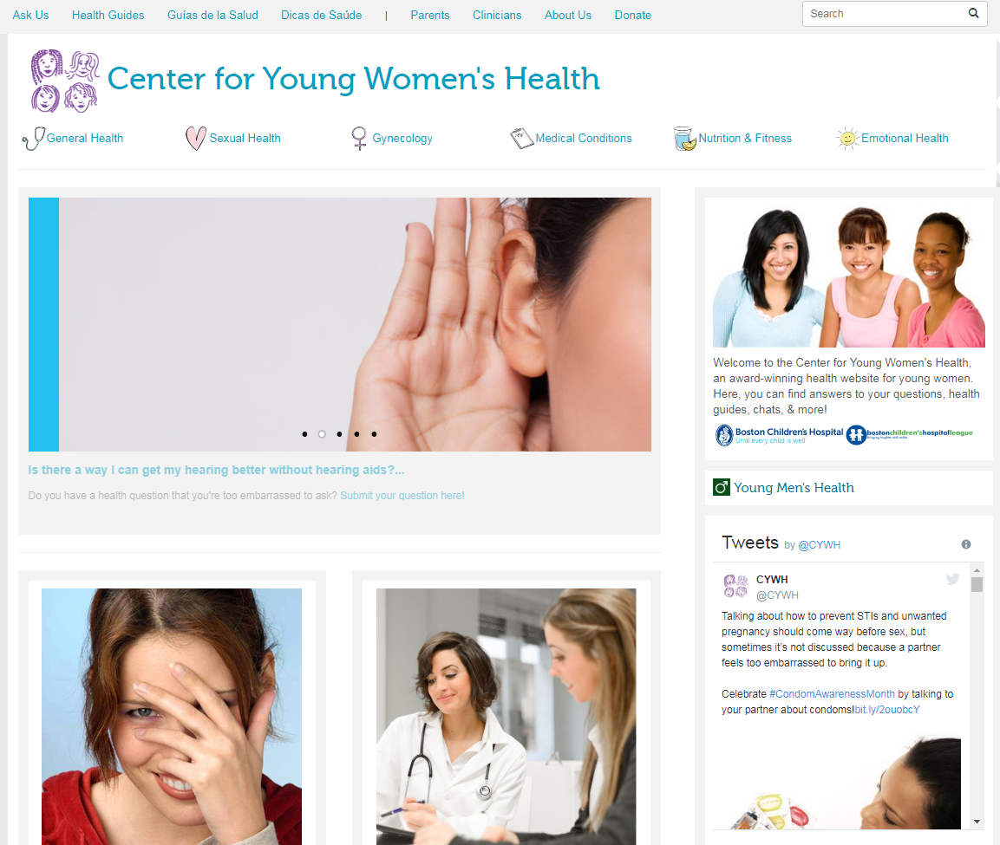 Ask Us Health Guides Guías de la Salud Dicas de Saúde | Parents Clinicians About Us Donate Search
Center for Young Women's Health
General Health Sexual Health Gynecology Medical Conditions Nutrition & Fitness Emotional Health
Is there a way I can get my hearing better without hearing aids?...
Do you have a health question that you're too embarrassed to ask? Submit your question here!
Welcome to the Center for Young Women's Health,
an award-winning health website for young women.
Here, you can find answers to your questions, health
guides, chats, & more!
Boston Children's Hospital
Until every child is well
bostonchildren'shospitalleague
bringing laughter and smiles
Young Men's Health
Tweets by @CYWH
CYWH
@CYWH
Talking about how to prevent STIs and unwanted
pregnancy should come way before sex, but
sometimes it's not discussed because a partner
feels too embarrassed to bring it up.
Celebrate #CondomAwarenessMonth by talking to
your partner about condoms!bit.ly/2ouobcY